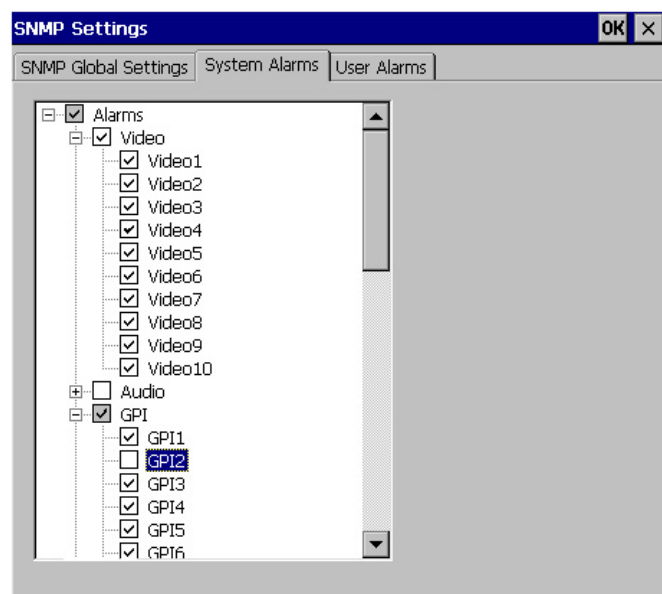 SNMP Settings OK ×
SNMP Global Settings System Alarms User Alarms
Alarms
Video
Video1
Video2
Video3
Video4
Video5
Video6
Video7
Video8
Video9
Video10
Audio
GPI
GPI1
GPI2
GPI3
GPI4
GPI5
GPI6